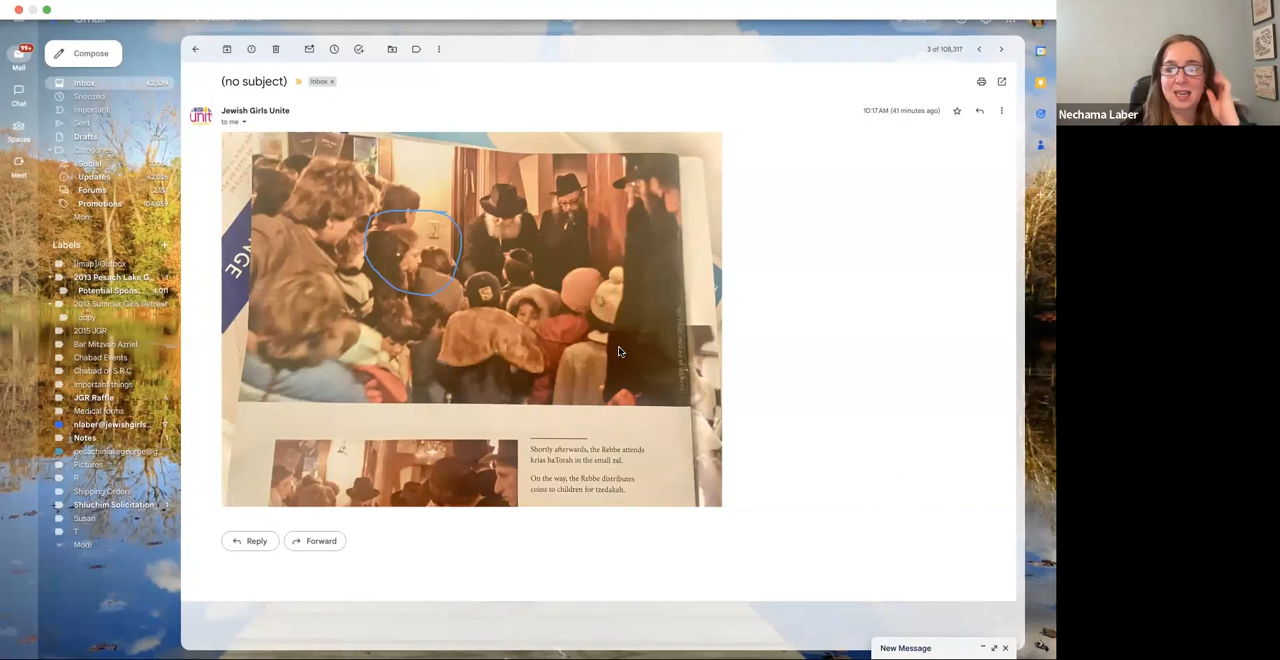 Compose
3 of 108,317
99+
Mail
Chat
Spaces
Meet
Inbox
Snoozed
Important
Sent
Drafts
Categories
Social
Updates
Forums
Promotions
More
Labels
[Imap]/Outbox
2013 Pesach Lake G...
Potential Spons...
2013 Summer Girls Retreat
copy
2015 JGR
Bar Mitzvah Azriel
Chabad Events
Chabad of S.R.C
Important things
JGR Raffle
Medical forms
nlaber@jewishgirls...
Notes
pesachinlakegeorge@g...
Pictures
R
Shipping Orders
Shluchim Solicitation
1
Susan
T
More
(no subject)
Inbox ×
Jewish Girls Unite
to me
10:17 AM (41 minutes ago)
Shortly afterwards, the Rebbe attends
krias haTorah in the small zal.
On the way, the Rebbe distributes
coins to children for tzedakah.
Reply
Forward
New Message
Nechama Laber